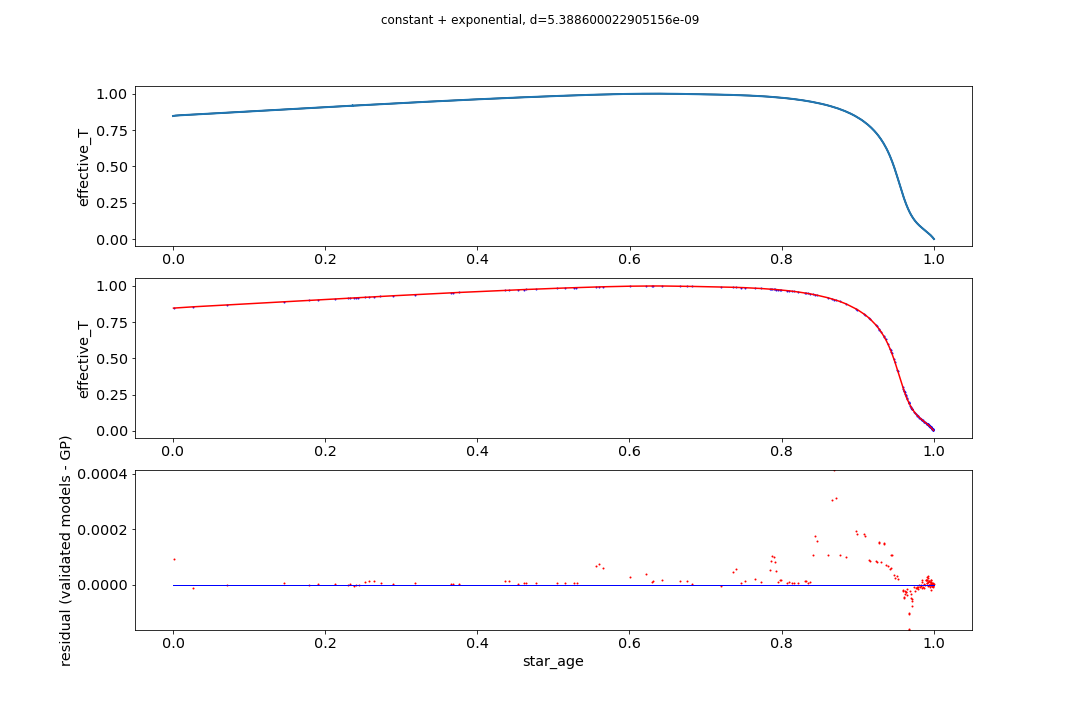 constant + exponential, d=5.388600022905156e-09
1.00
0.75
0.50
0.25
0.00
effective_T
0.0 0.2 0.4 0.6 0.8 1.0
1.00
0.75
0.50
0.25
0.00
effective_T
0.0 0.2 0.4 0.6 0.8 1.0
0.0004
0.0002
0.0000
residual (validated models - GP)
0.0 0.2 0.4 0.6 0.8 1.0
star_age